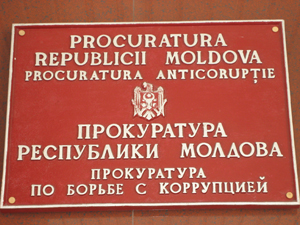 PROCURATURA
REPUBLICII MOLDOVA
PROCURATURA ANTICORUPŢIE
ПРОКУРАТУРА
РЕСПУБЛИКИ МОЛДОВА
ПРОКУРАТУРА
ПО БОРЬБЕ С КОРРУПЦИЕЙ